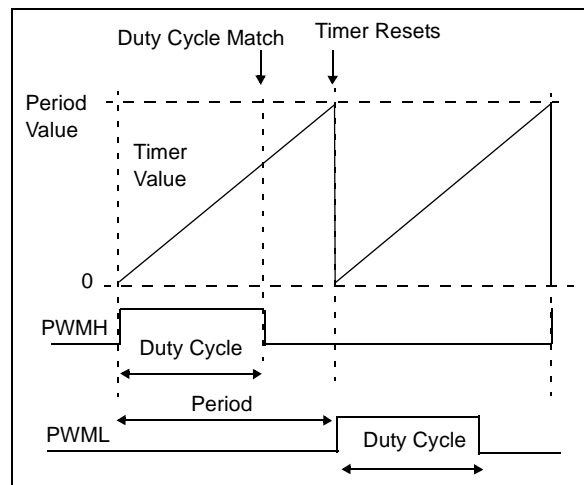 Duty Cycle Match
Timer Resets
Period
Value
Timer
Value
0
PWMH
Duty Cycle
Period
PWML
Duty Cycle